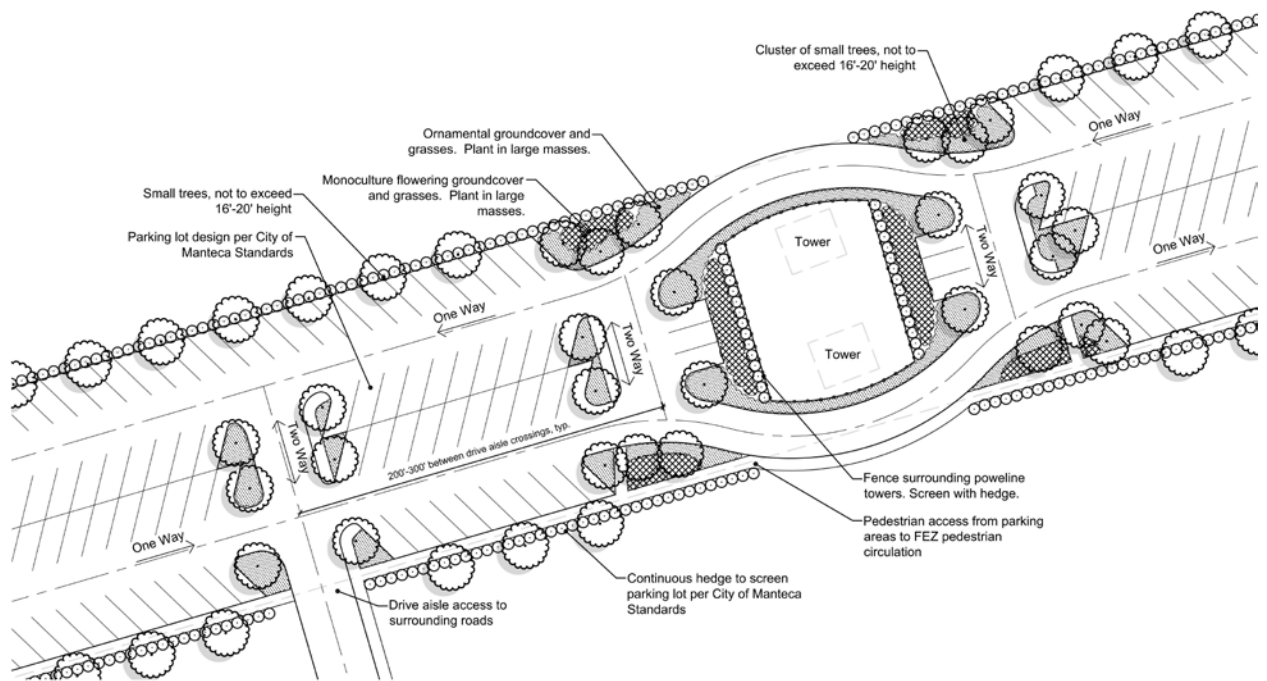 Cluster of small trees, not to
exceed 16'-20' height
One Way
Ornamental groundcover and
grasses. Plant in large masses.
Monoculture flowering groundcover
and grasses. Plant in large
masses.
Small trees, not to exceed
16'-20' height
Parking lot design per City of
Manteca Standards
Tower
Two Way
One Way
One Way
Two Way
Tower
200'-300' between drive aisle crossings, typ.
Two Way
One Way
Fence surrounding poweline
towers. Screen with hedge.
Pedestrian access from parking
areas to FEZ pedestrian
circulation
Continuous hedge to screen
parking lot per City of Manteca
Standards
Drive aisle access to
surrounding roads